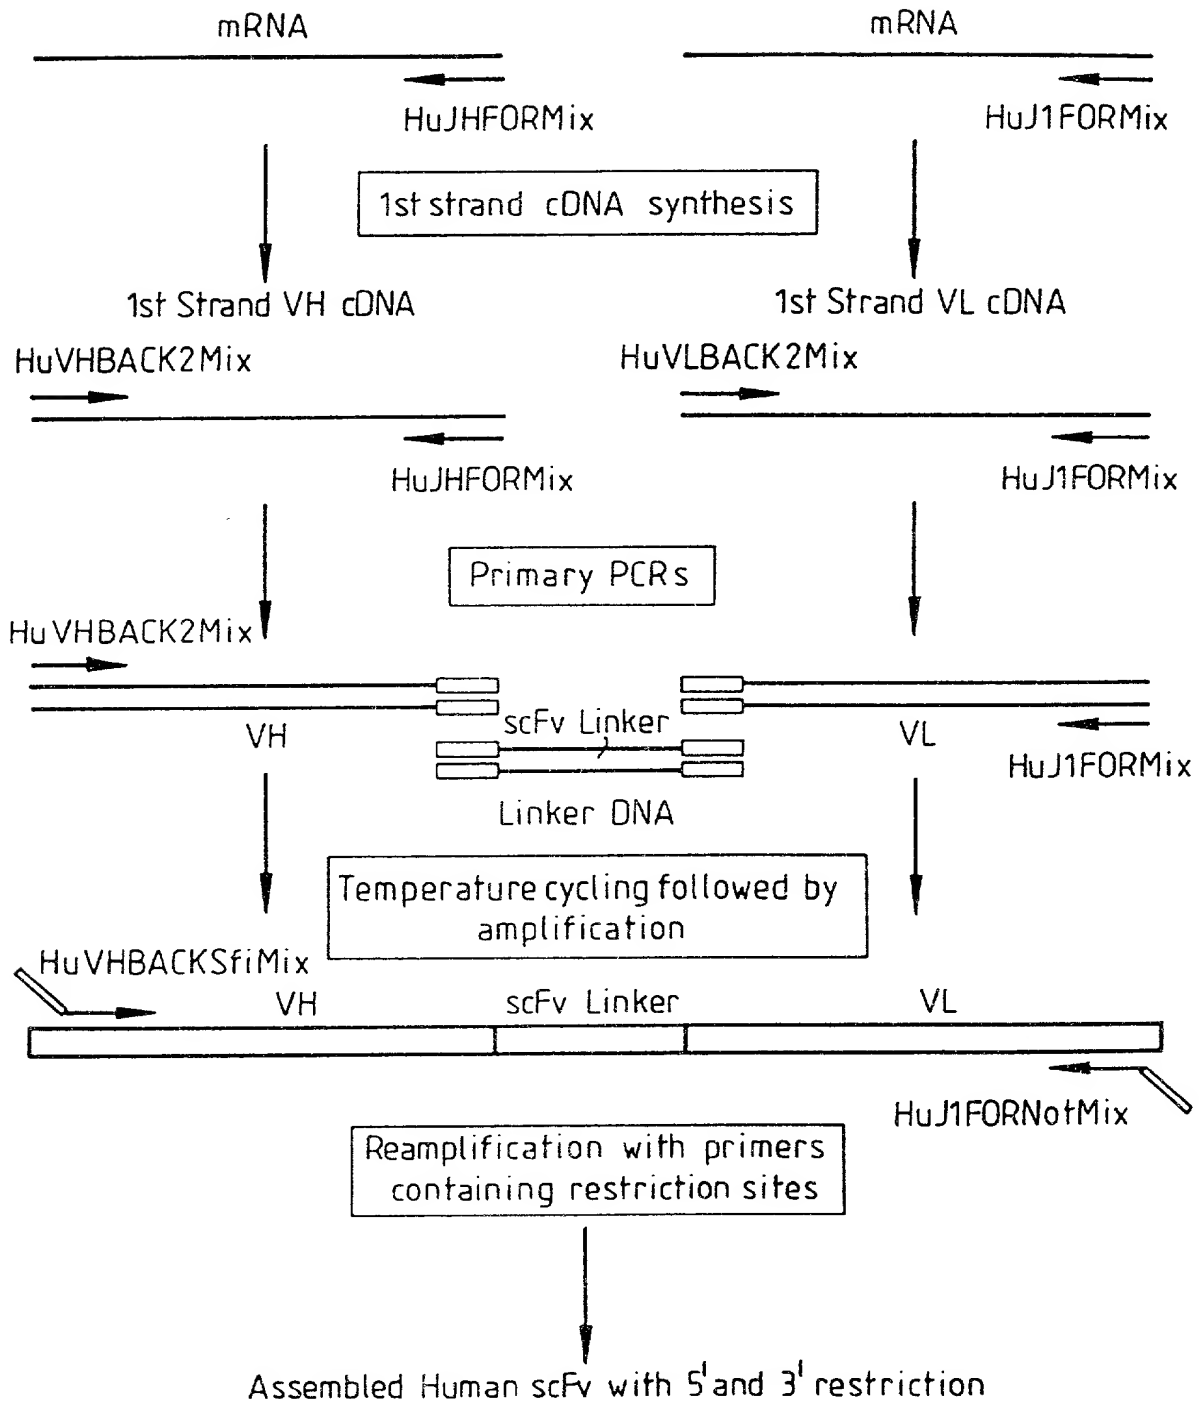 mRNA
mRNA
HuJHFORMix
HuJ1FORMix
1st strand cDNA synthesis
1st Strand VH cDNA
1st Strand VL cDNA
HuVHBACK2Mix
HuVLBACK2Mix
HuJHFORMix
HuJ1FORMix
Primary PCRs
HuVHBACK2Mix
VH
scFv Linker
VL
HuJ1FORMix
Linker DNA
Temperature cycling followed by
amplification
HuVHBACKSfiMix
VH
scFv Linker
VL
HuJ1FORNotMix
Reamplification with primers
containing restriction sites
Assembled Human scFv with 5' and 3' restriction